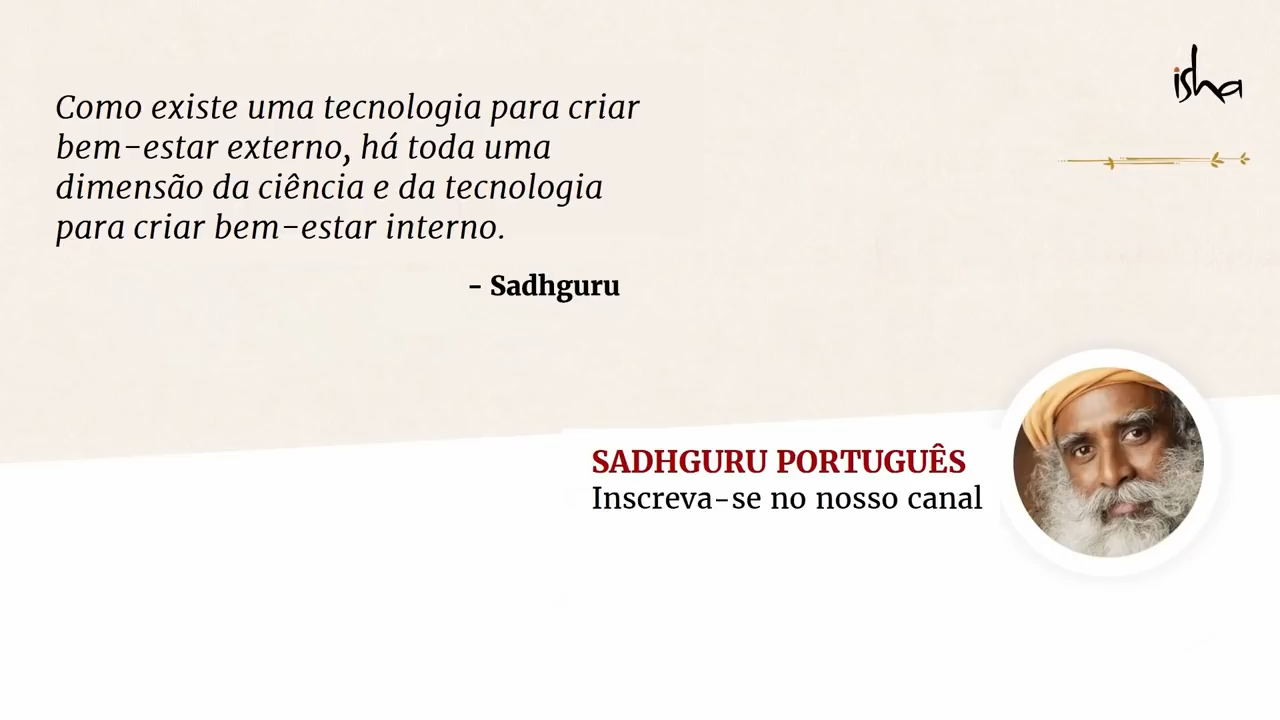 Como existe uma tecnologia para criar
bem-estar externo, há toda uma
dimensão da ciência e da tecnologia
para criar bem-estar interno.
- Sadhguru
isha
SADHGURU PORTUGUÊS
Inscreva-se no nosso canal